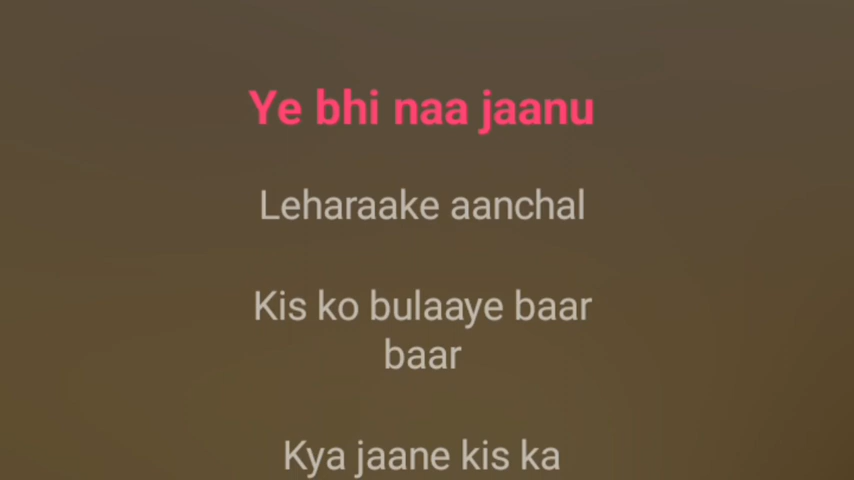 Ye bhi naa jaanu
Leharaake aanchal
Kis ko bulaaye baar
baar
Kya jaane kis ka